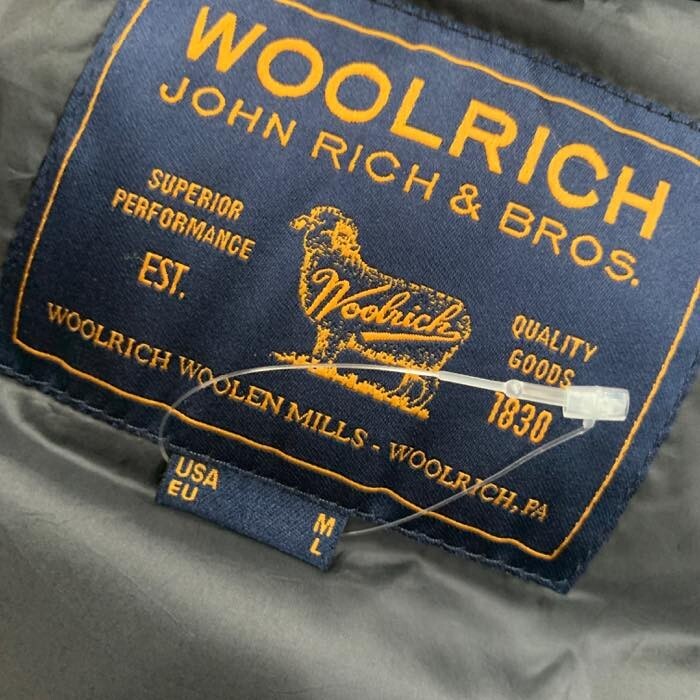 WOOLRICH
JOHN RICH & BROS.
SUPERIOR
PERFORMANCE
EST.
Woolrich
QUALITY
GOODS
1830
WOOLRICH WOOLEN MILLS - WOOLRICH, PA
USA M
EU L